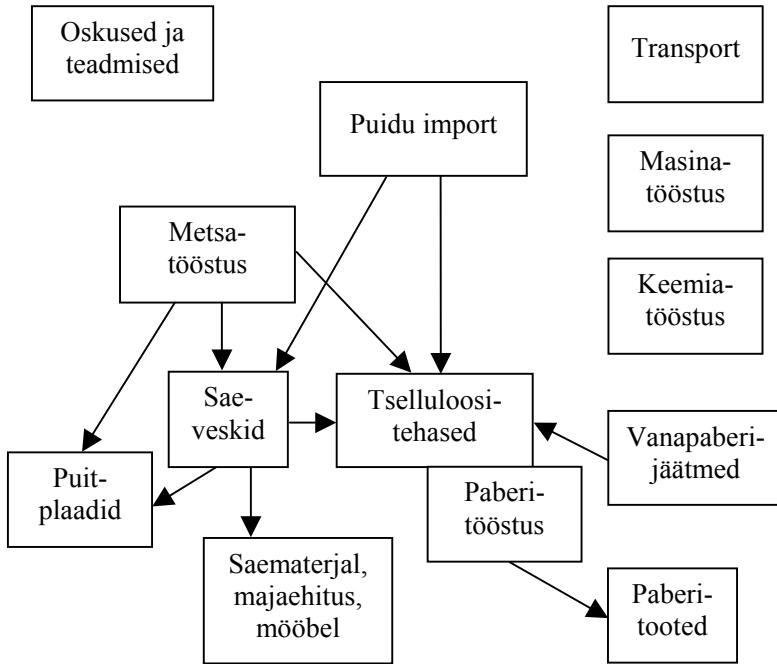 Oskused ja
teadmised
Transport
Puidu import
Masina-
tööstus
Metsa-
tööstus
Keemia-
tööstus
Sae-
veskid
Tselluloosi-
tehased
Vanapaberi-
jäätmed
Puit-
plaadid
Paberi-
tööstus
Saematerjal,
majaehitus,
mööbel
Paberi-
tooted